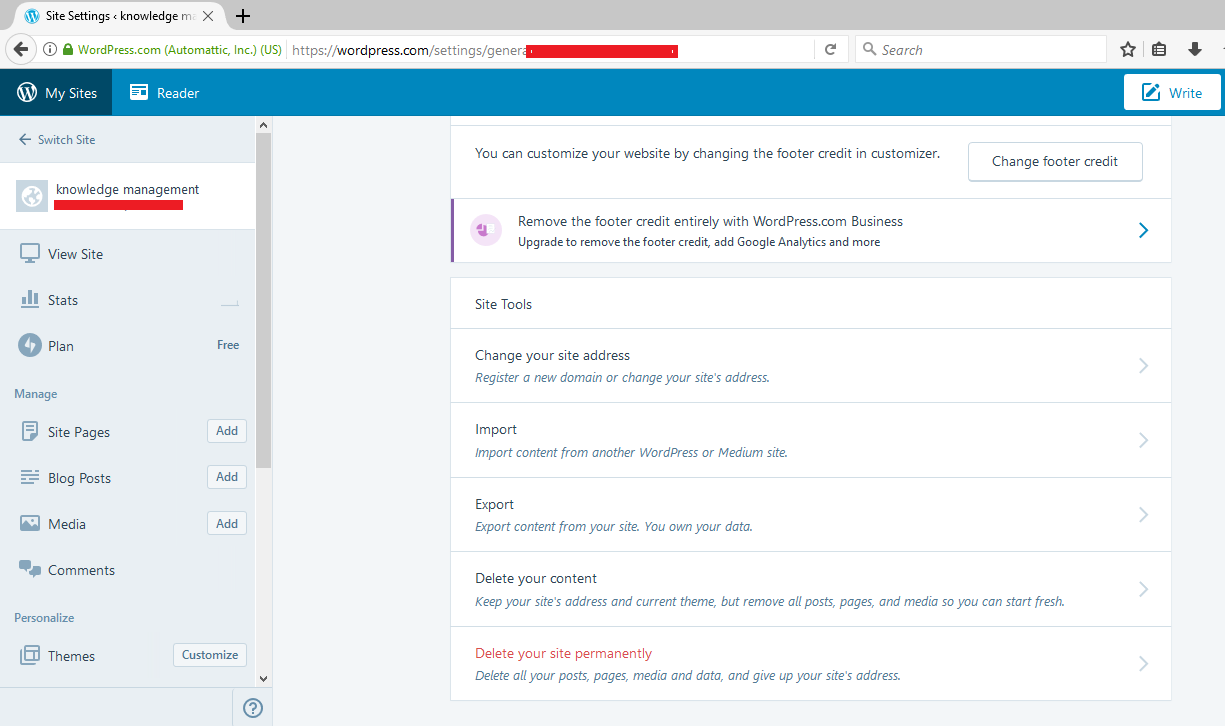 Site Settings ‹ knowledge ma
WordPress.com (Automattic, Inc.) (US)
https://wordpress.com/settings/genera
Search
My Sites
Reader
Write
Switch Site
knowledge management
View Site
Stats
Plan
Free
Manage
Site Pages
Add
Blog Posts
Add
Media
Add
Comments
Personalize
Themes
Customize
You can customize your website by changing the footer credit in customizer.
Change footer credit
Remove the footer credit entirely with WordPress.com Business
Upgrade to remove the footer credit, add Google Analytics and more
Site Tools
Change your site address
Register a new domain or change your site's address.
Import
Import content from another WordPress or Medium site.
Export
Export content from your site. You own your data.
Delete your content
Keep your site's address and current theme, but remove all posts, pages, and media so you can start fresh.
Delete your site permanently
Delete all your posts, pages, media and data, and give up your site's address.